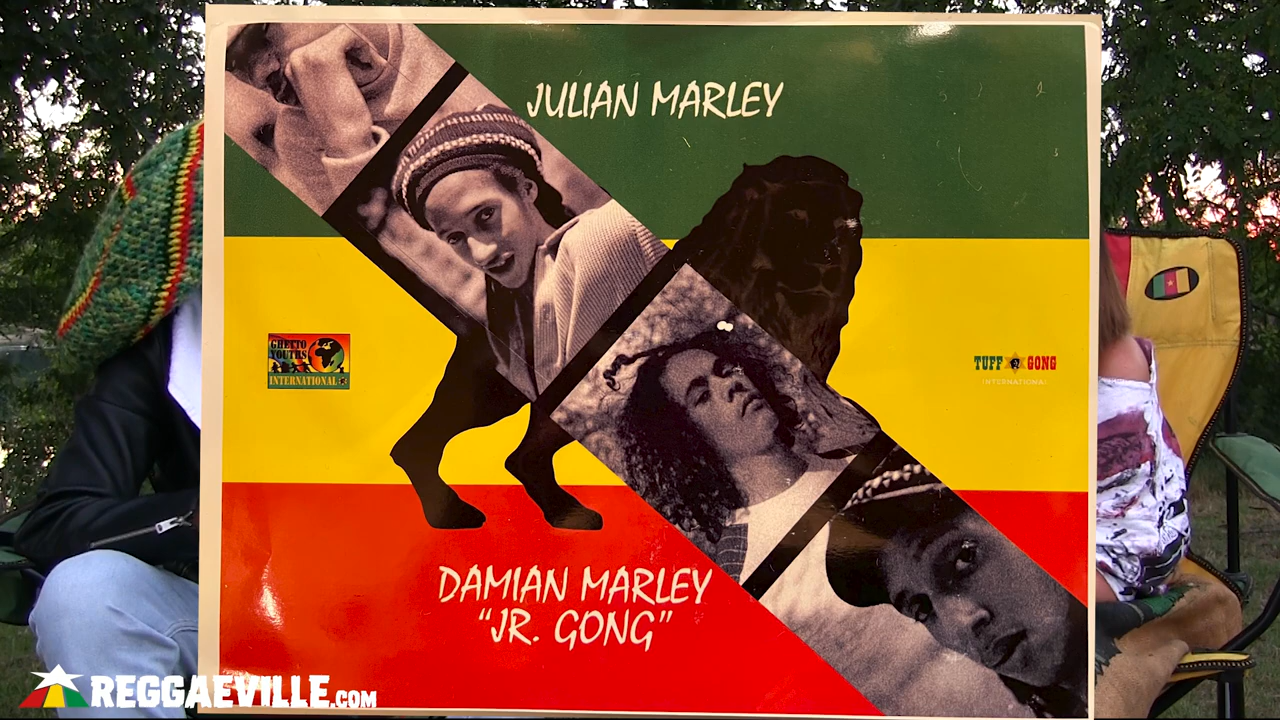 JULIAN MARLEY
GHETTO
YOUTHS
INTERNATIONAL
TUFF GONG
INTERNATIONAL
DAMIAN MARLEY
“JR. GONG”
REGGAEVILLE.COM